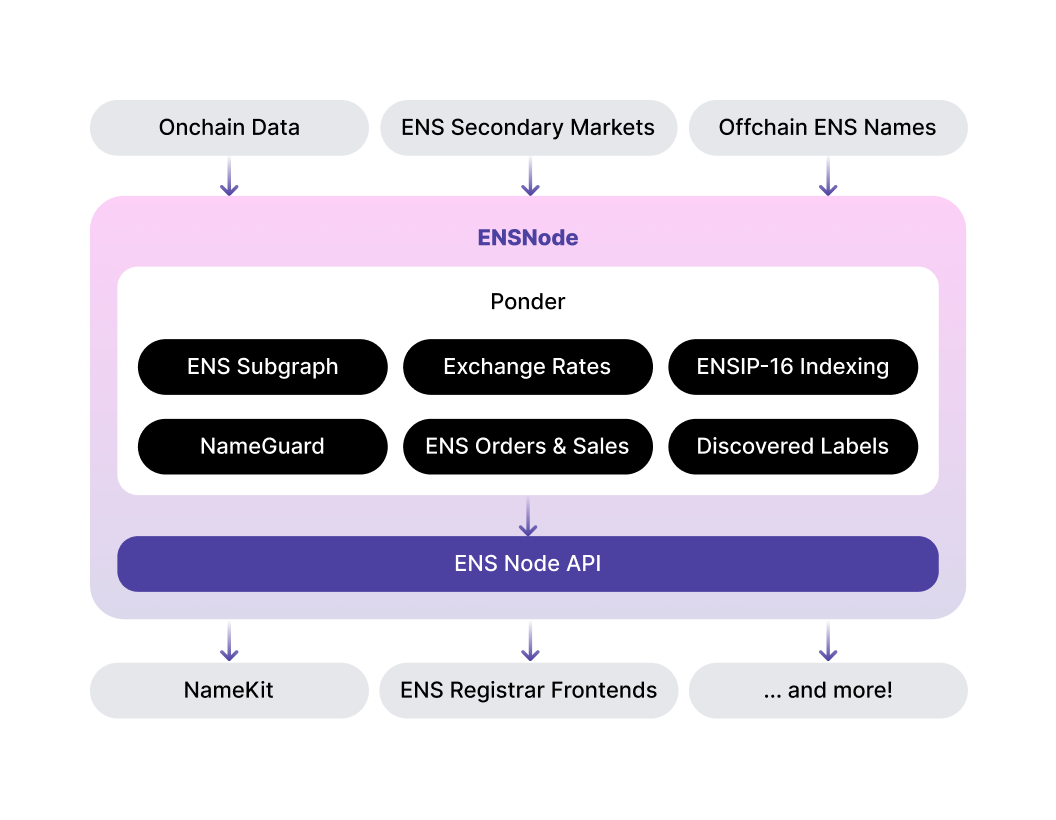 Onchain Data
ENS Secondary Markets
Offchain ENS Names
ENSNode
Ponder
ENS Subgraph
Exchange Rates
ENSIP-16 Indexing
NameGuard
ENS Orders & Sales
Discovered Labels
ENS Node API
NameKit
ENS Registrar Frontends
... and more!